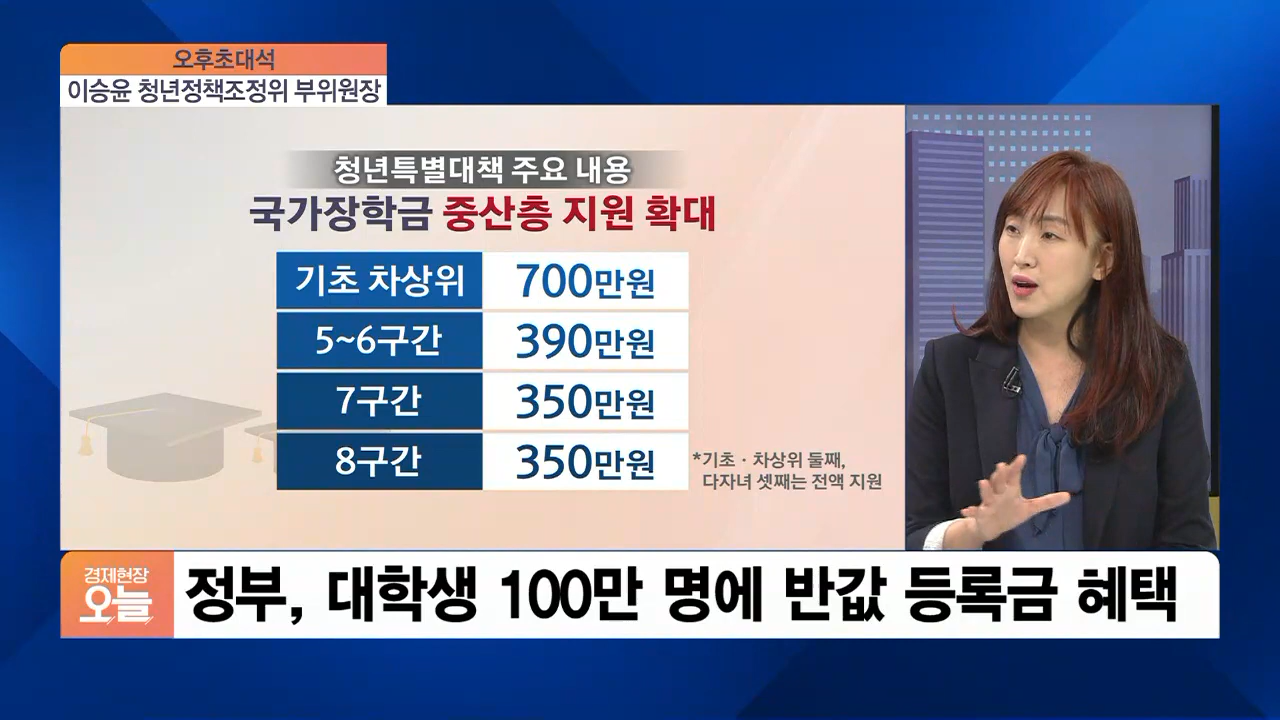 오후초대석
이승윤 청년정책조정위 부위원장
청년특별대책 주요 내용
국가장학금 중산층 지원 확대
기초 차상위 700만원
5~6구간 390만원
7구간 350만원
8구간 350만원
*기초·차상위 둘째,
다자녀 셋째는 전액 지원
경제현장
오늘
정부, 대학생 100만 명에 반값 등록금 혜택